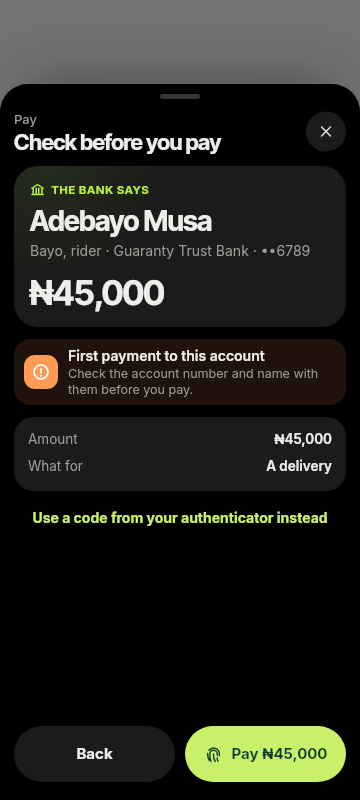 Pay
Check before you pay
THE BANK SAYS
Adebayo Musa
Bayo, rider · Guaranty Trust Bank · ••6789
₦45,000
First payment to this account
Check the account number and name with
them before you pay.
Amount ₦45,000
What for A delivery
Use a code from your authenticator instead
Back
Pay ₦45,000